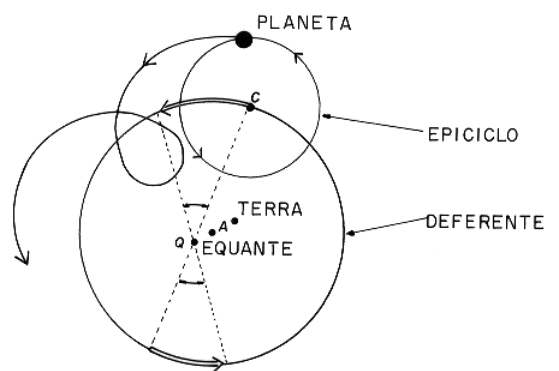 PLANETA
C
EPICICLO
TERRA
A
DEFERENTE
Q EQUANTE